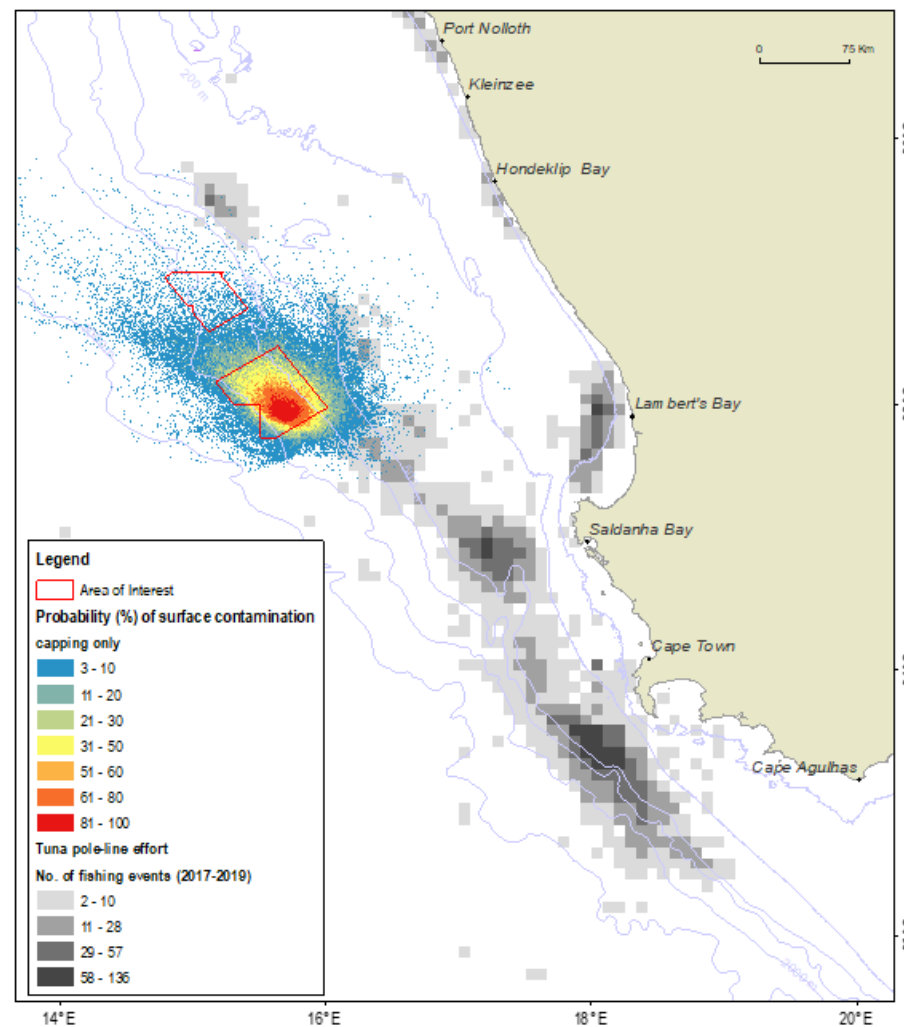 Port Nolloth
0 75 Km
Kleinzee
200 m
Hondeklip Bay
Lambert's Bay
Saldanha Bay
Cape Town
Cape Agulhas
Legend
Area of Interest
Probability (%) of surface contamination
capping only
3 - 10
11 - 20
21 - 30
31 - 50
51 - 60
61 - 80
81 - 100
Tuna pole-line effort
No. of fishing events (2017-2019)
2 - 10
11 - 28
29 - 57
58 - 136
14°E 16°E 18°E 20°E